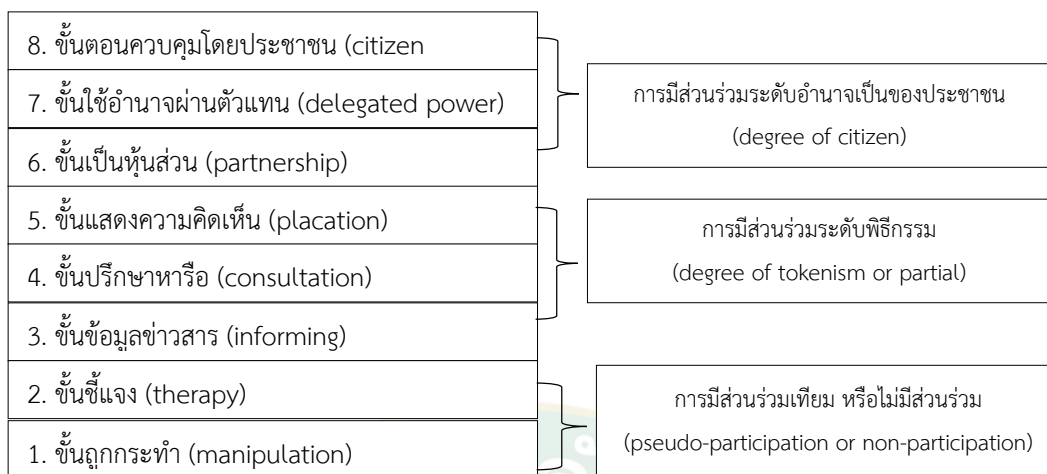 8. ขั้นตอนควบคุมโดยประชาชน (citizen
7. ขั้นใช้อำนาจผ่านตัวแทน (delegated power)
6. ขั้นเป็นหุ้นส่วน (partnership)
5. ขั้นแสดงความคิดเห็น (placation)
4. ขั้นปรึกษาหารือ (consultation)
3. ขั้นข้อมูลข่าวสาร (informing)
2. ขั้นชี้แจง (therapy)
1. ขั้นถูกกระทำ (manipulation)
การมีส่วนร่วมระดับอำนาจเป็นของประชาชน
(degree of citizen)
การมีส่วนร่วมระดับพิธีกรรม
(degree of tokenism or partial)
การมีส่วนร่วมเทียม หรือไม่มีส่วนร่วม
(pseudo-participation or non-participation)